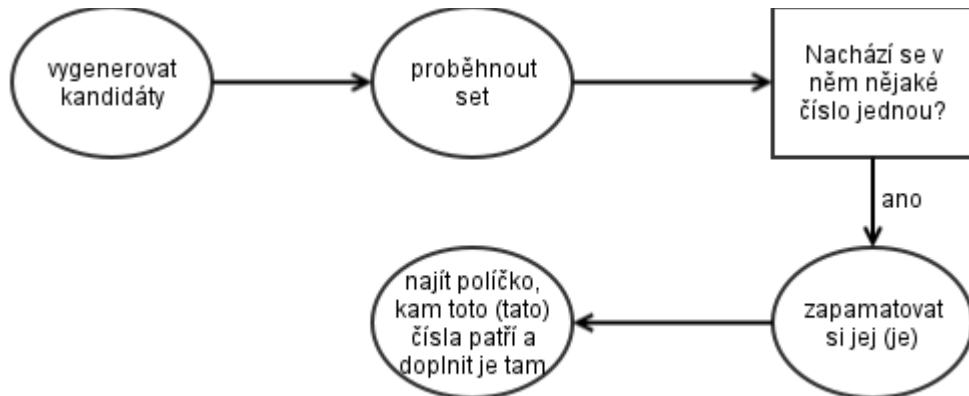 vygenerovat
kandidáty
proběhnout
set
Nachází se v
něm nějaké
číslo jednou?
ano
zapamatovat
si jej (je)
najít políčko,
kam toto (tato)
čísla patří a
doplnit je tam